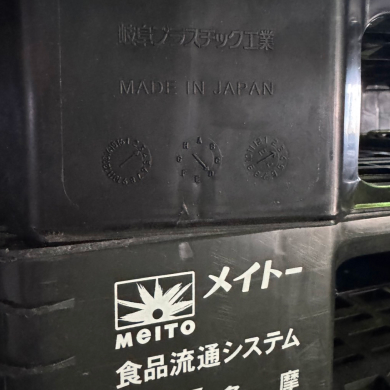 岐阜プラスチック工業
MADE IN JAPAN
MeITO
メイトー
食品流通システム
摩